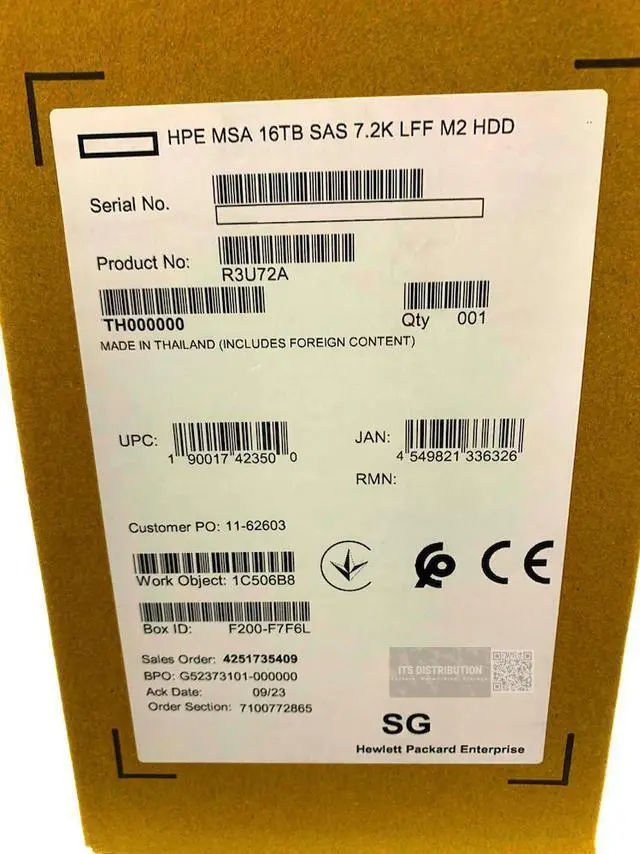 HPE MSA 16TB SAS 7.2K LFF M2 HDD
Serial No.
Product No:
R3U72A
TH000000
Qty 001
MADE IN THAILAND (INCLUDES FOREIGN CONTENT)
UPC:
1 90017 42350 0
JAN:
4 549821 336326
RMN:
Customer PO: 11-62603
Work Object: 1C506B8
CE
Box ID: F200-F7F6L
Sales Order: 4251735409
BPO: G52373101-000000
Ack Date: 09/23
Order Section: 7100772865
ITS DISTRIBUTION
SG
Hewlett Packard Enterprise